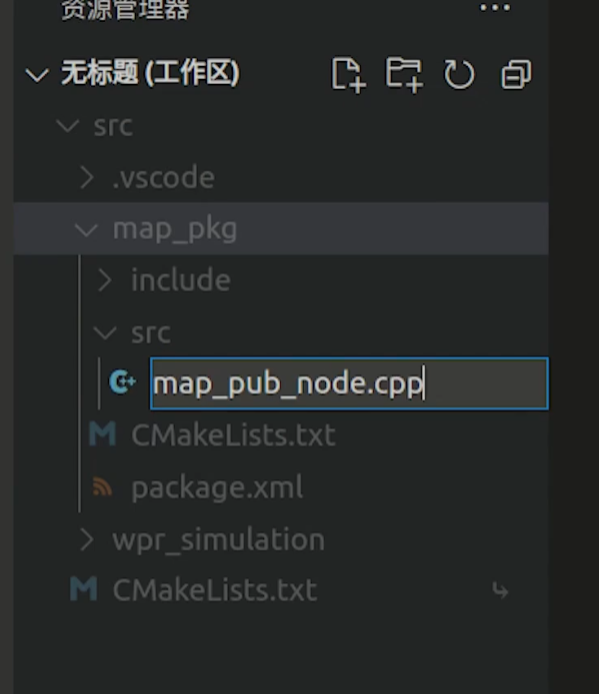 资源管理器
无标题 (工作区)
src
.vscode
map_pkg
include
src
map_pub_node.cpp
CMakeLists.txt
package.xml
wpr_simulation
CMakeLists.txt